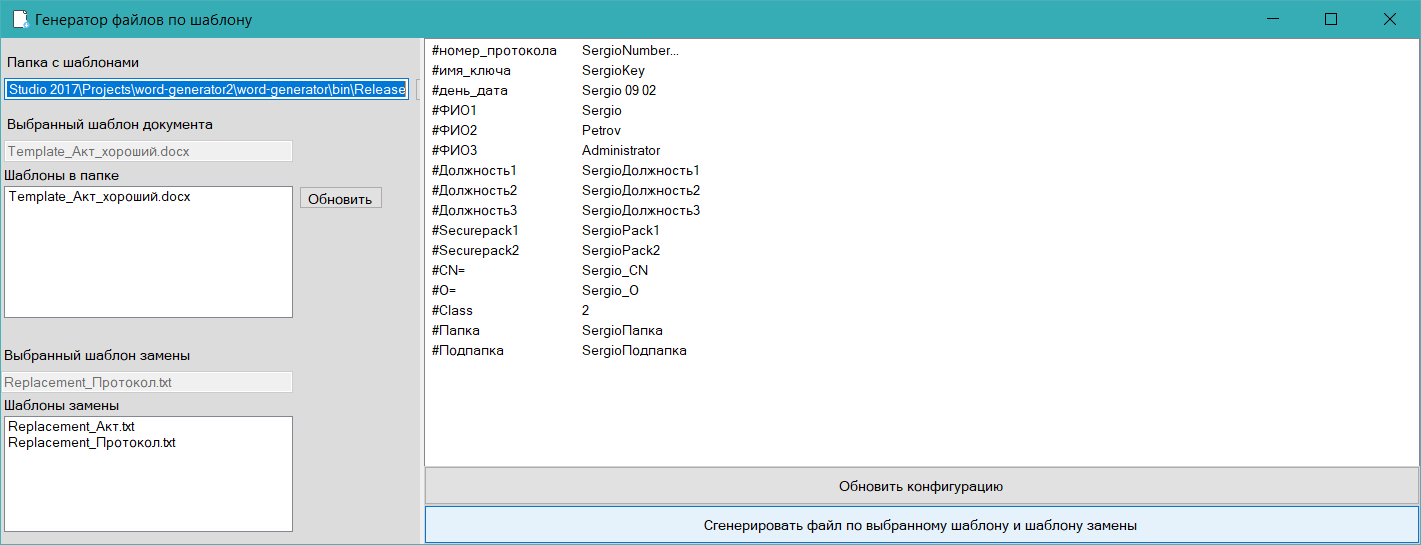 Генератор файлов по шаблону
Папка с шаблонами
Studio 2017\Projects\word-generator2\word-generator\bin\Release
Выбранный шаблон документа
Template_Акт_хороший.docx
Шаблоны в папке
Template_Акт_хороший.docx
Обновить
Выбранный шаблон замены
Replacement_Протокол.txt
Шаблоны замены
Replacement_Акт.txt
Replacement_Протокол.txt
#номер_протокола SergioNumber...
#имя_ключа SergioKey
#день_дата Sergio 09 02
#ФИО1 Sergio
#ФИО2 Petrov
#ФИО3 Administrator
#Должность1 SergioДолжность1
#Должность2 SergioДолжность2
#Должность3 SergioДолжность3
#Securepack1 SergioPack1
#Securepack2 SergioPack2
#CN= Sergio_CN
#O= Sergio_O
#Class 2
#Папка SergioПапка
#Подпапка SergioПодпапка
Обновить конфигурацию
Сгенерировать файл по выбранному шаблону и шаблону замены